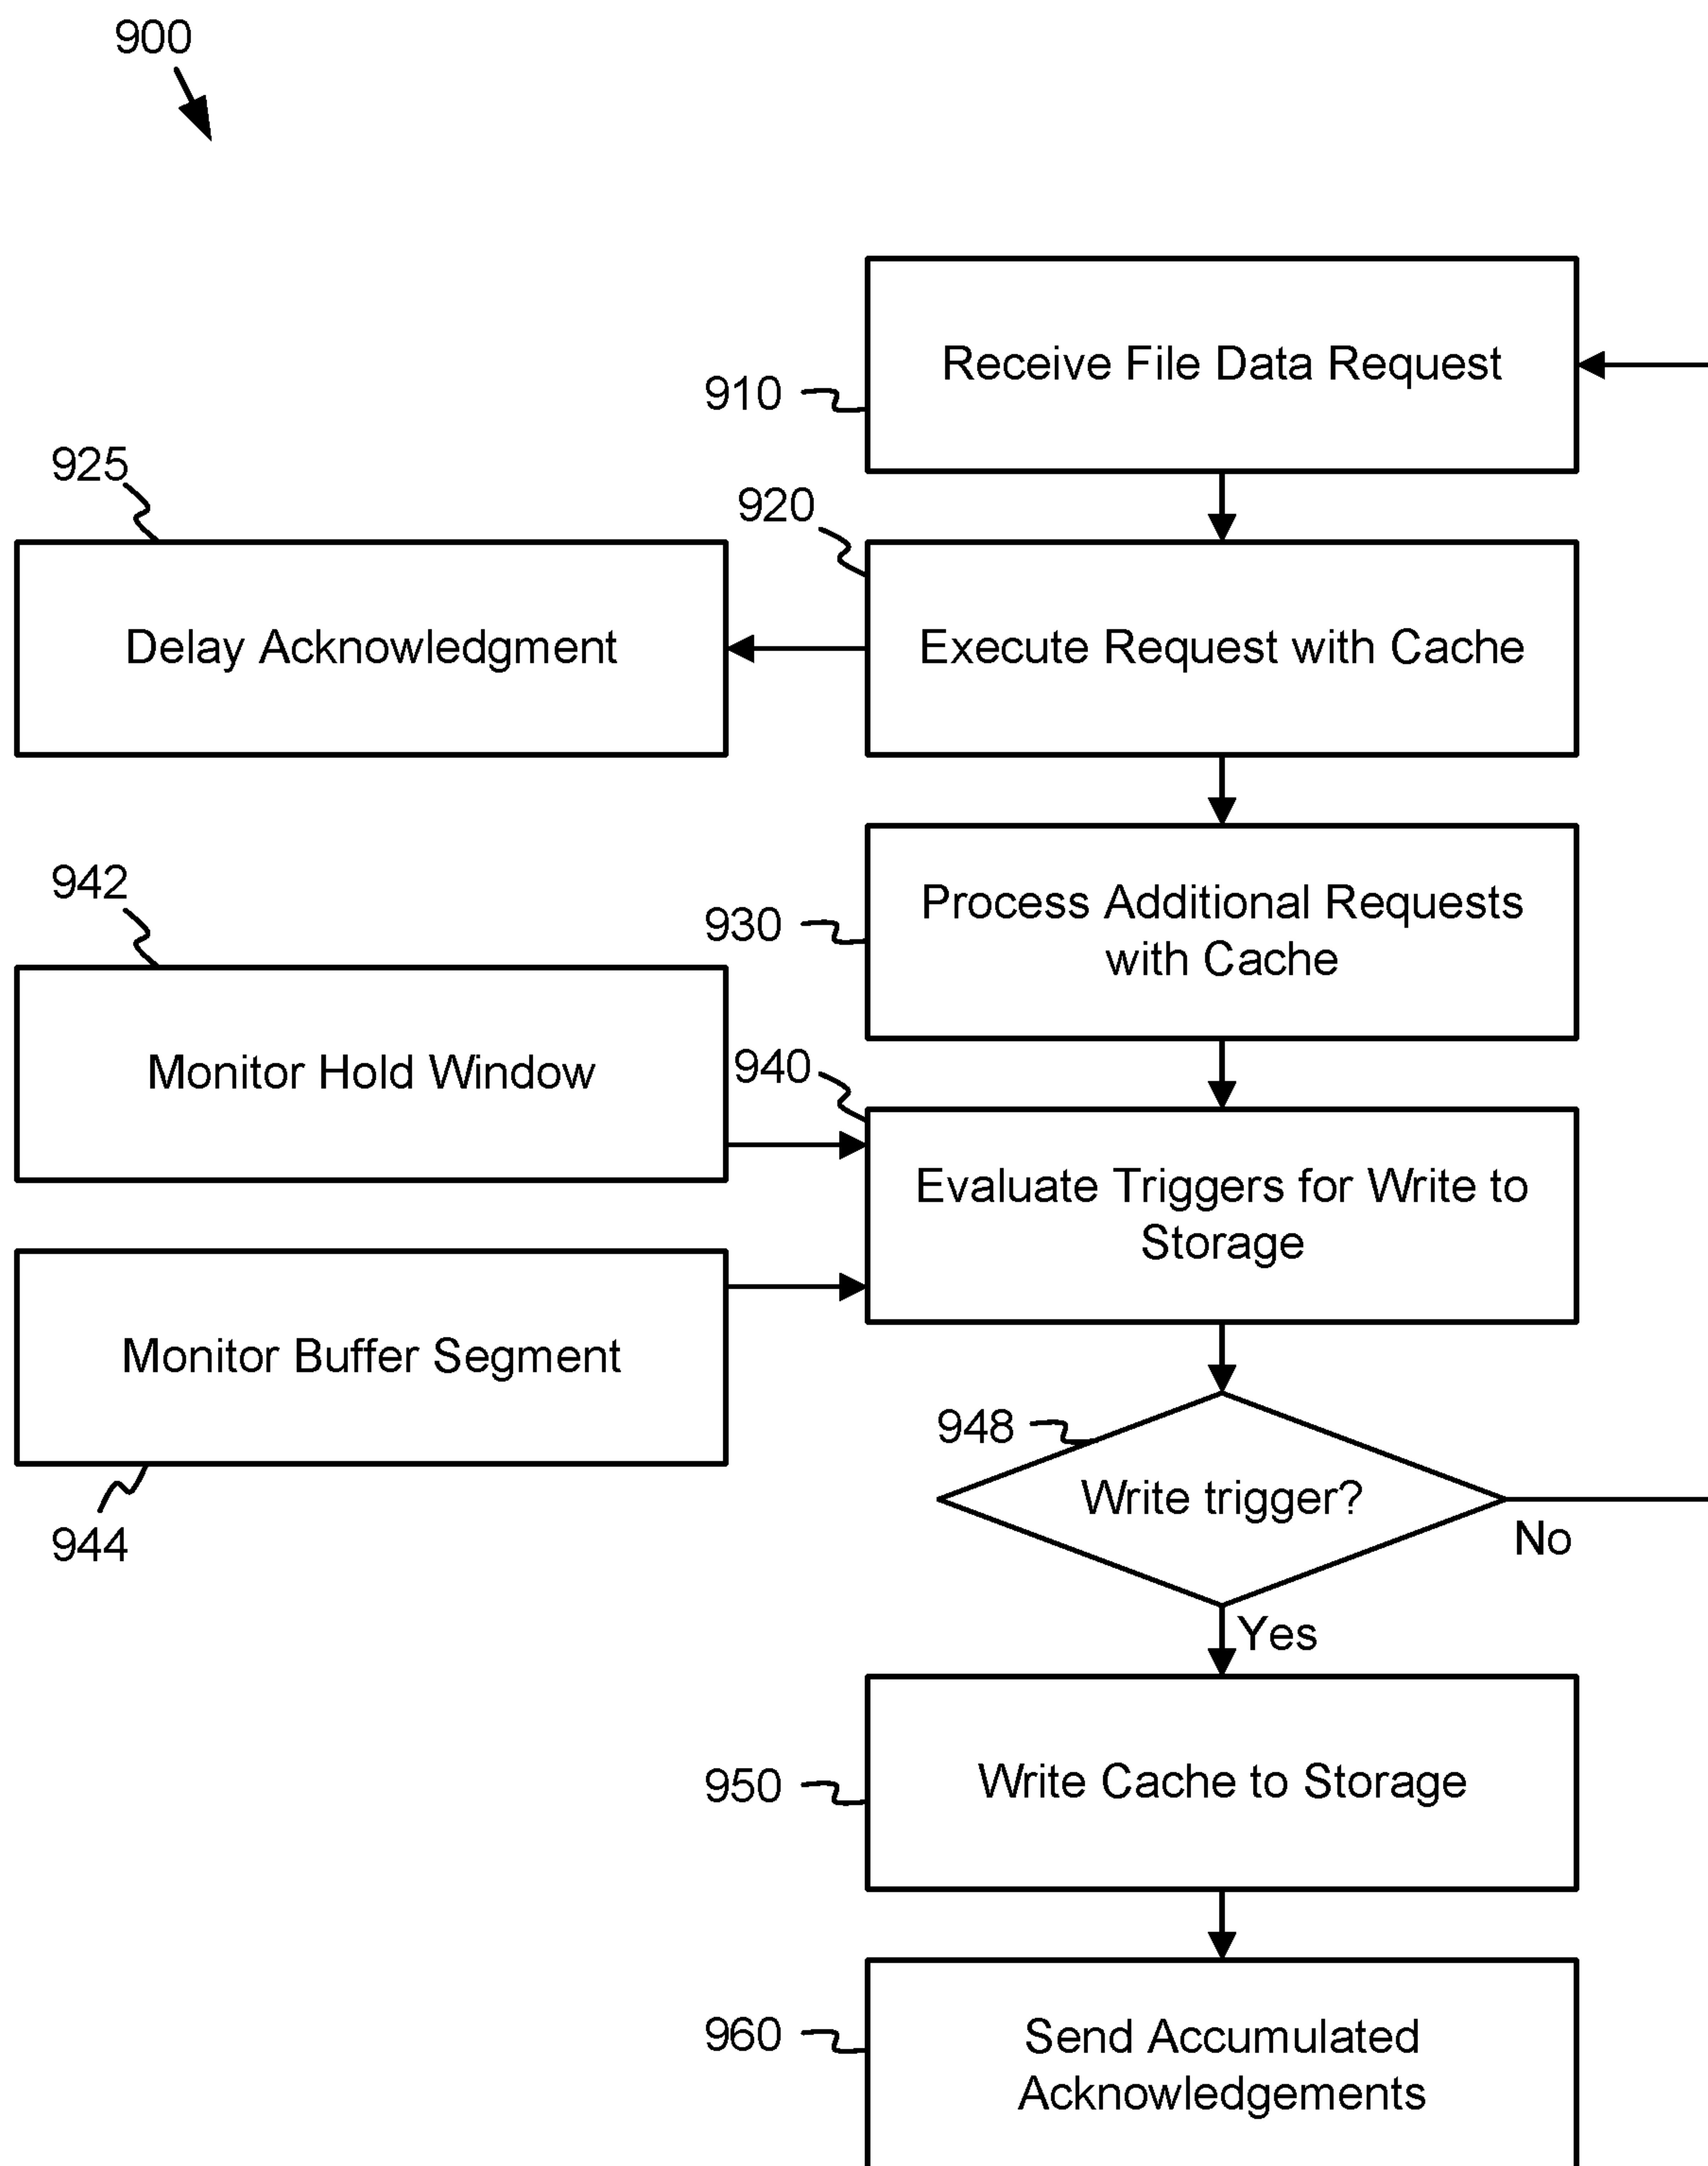 900
Receive File Data Request
910
925
920
Delay Acknowledgment
Execute Request with Cache
942
Process Additional Requests
with Cache
930
Monitor Hold Window
940
Evaluate Triggers for Write to
Storage
Monitor Buffer Segment
948
Write trigger?
944
No
Yes
Write Cache to Storage
950
Send Accumulated
Acknowledgements
960